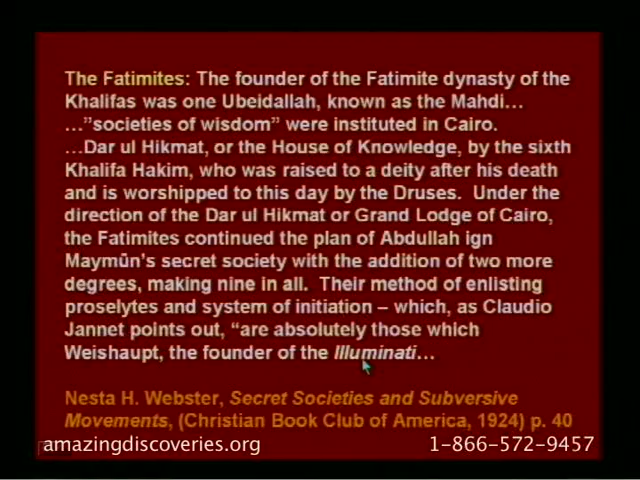 The Fatimites: The founder of the Fatimite dynasty of the
Khalifas was one Ubeidallah, known as the Mahdi…
…”societies of wisdom” were instituted in Cairo.
…Dar ul Hikmat, or the House of Knowledge, by the sixth
Khalifa Hakim, who was raised to a deity after his death
and is worshipped to this day by the Druses.  Under the
direction of the Dar ul Hikmat or Grand Lodge of Cairo,
the Fatimites continued the plan of Abdullah ign
Maymūn’s secret society with the addition of two more
degrees, making nine in all.  Their method of enlisting
proselytes and system of initiation – which, as Claudio
Jannet points out, “are absolutely those which
Weishaupt, the founder of the Illuminati…
Nesta H. Webster, Secret Societies and Subversive
Movements, (Christian Book Club of America, 1924) p. 40
amazingdiscoveries.org 1-866-572-9457